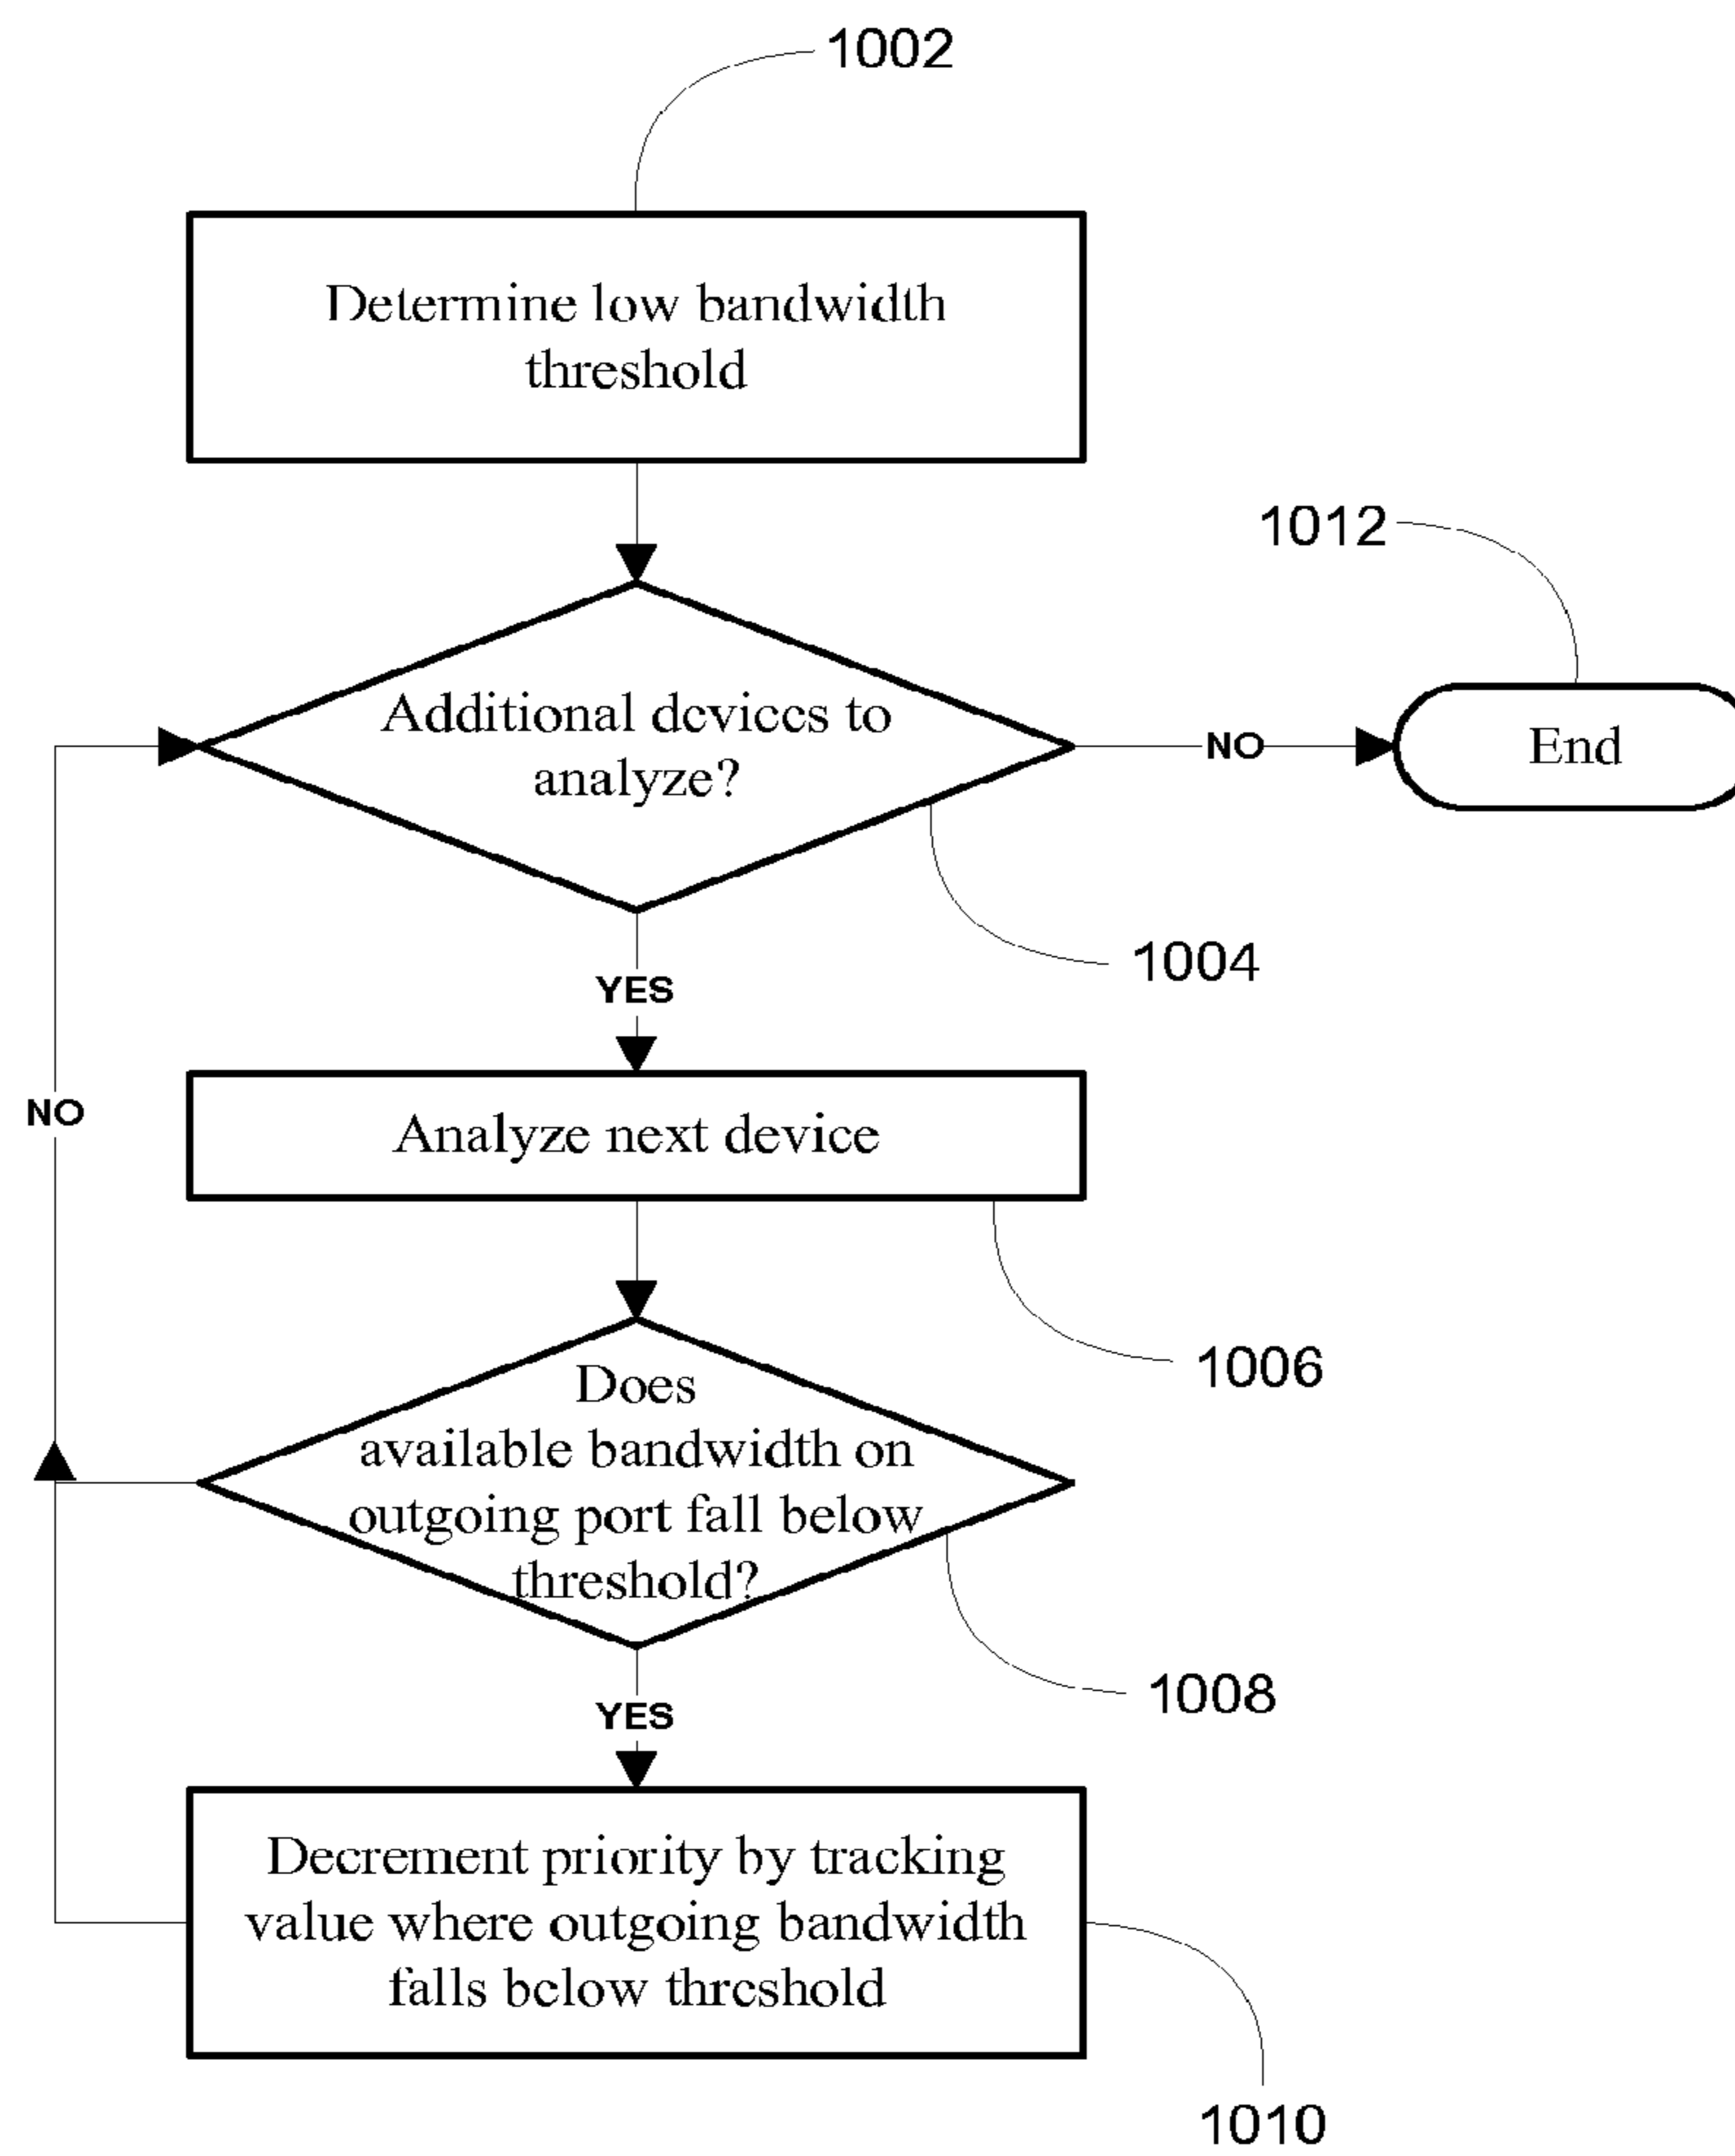 1002
Determine low bandwidth
threshold
1012
Additional devices to
analyze?
NO
End
1004
YES
Analyze next device
NO
1006
Does
available bandwidth on
outgoing port fall below
threshold?
1008
YES
Decrement priority by tracking
value where outgoing bandwidth
falls below threshold
1010